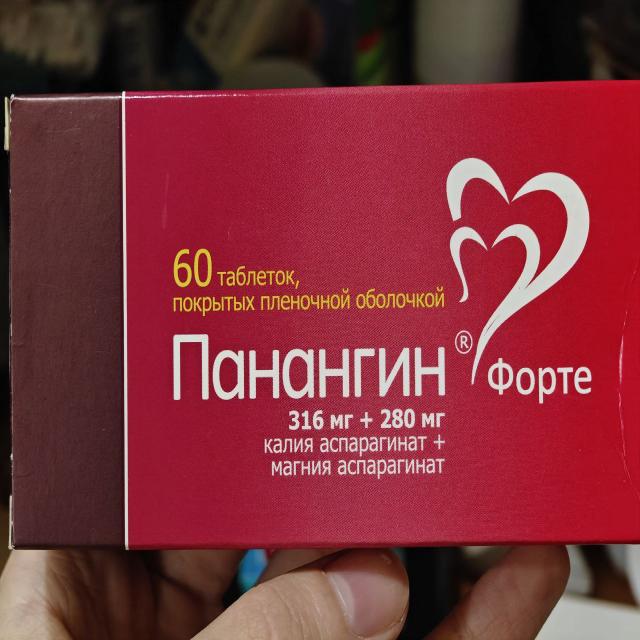 60 таблеток,
покрытых пленочной оболочкой
Панангин® Форте
316 мг + 280 мг
калия аспарагинат +
магния аспарагинат